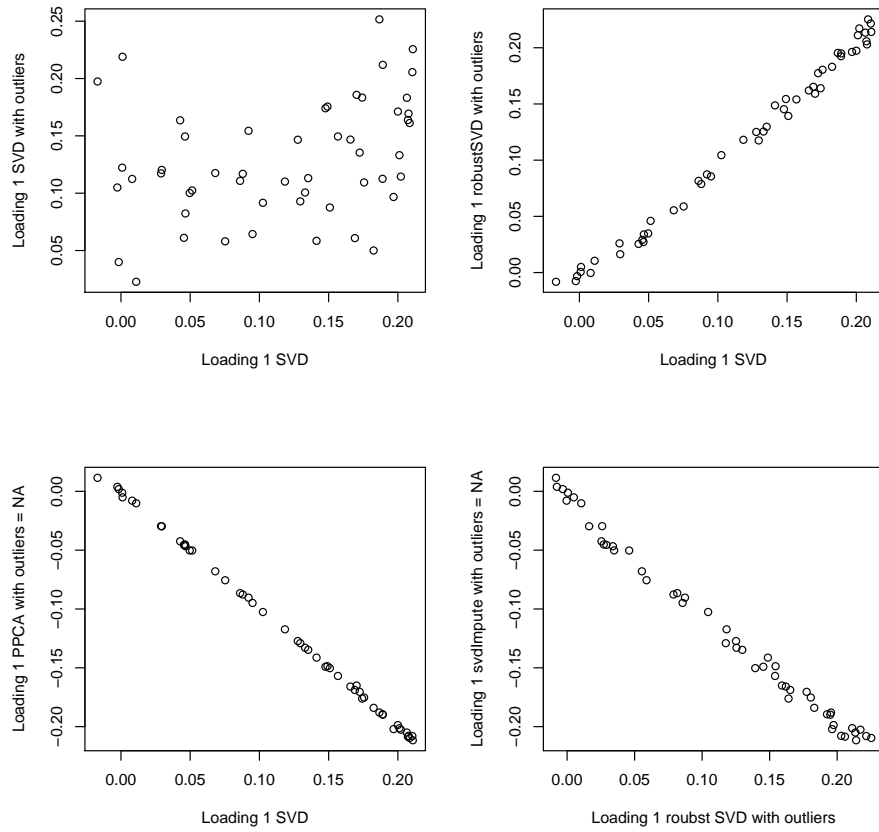 Loading 1 SVD with outliers
0.05 0.10 0.15 0.20 0.25
0.00 0.05 0.10 0.15 0.20
Loading 1 SVD
Loading 1 robustSVD with outliers
0.00 0.05 0.10 0.15 0.20
0.00 0.05 0.10 0.15 0.20
Loading 1 SVD
Loading 1 PPCA with outliers = NA
−0.20 −0.15 −0.10 −0.05 0.00
0.00 0.05 0.10 0.15 0.20
Loading 1 SVD
Loading 1 svdImpute with outliers = NA
−0.20 −0.15 −0.10 −0.05 0.00
0.00 0.05 0.10 0.15 0.20
Loading 1 roubst SVD with outliers